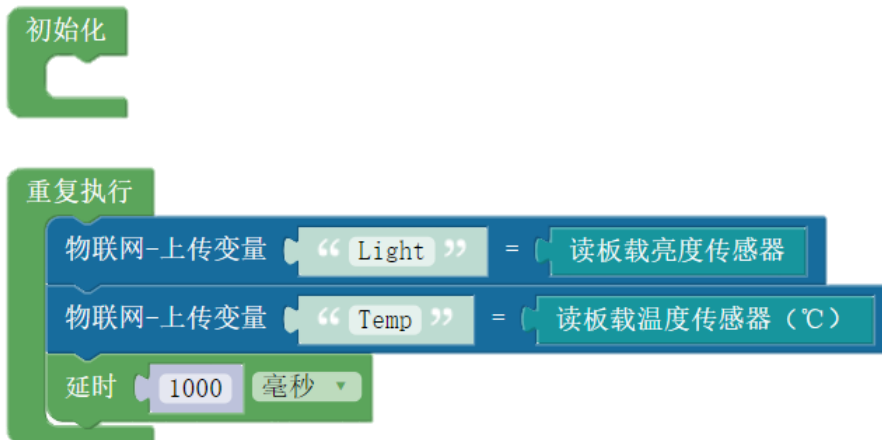 初始化
重复执行
物联网-上传变量 “ Light ” = 读板载亮度传感器
物联网-上传变量 “ Temp ” = 读板载温度传感器（℃）
延时 1000 毫秒